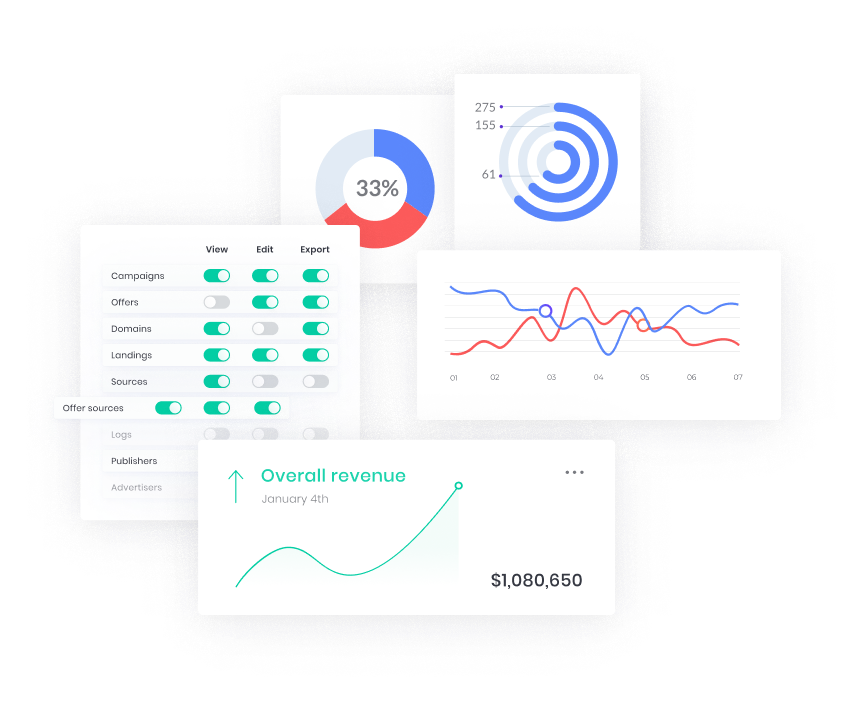 275
155
61
33%
View Edit Export
Campaigns
Offers
Domains
Landings
Sources
Offer sources
Logs
Publishers
Advertisers
01 02 03 04 05 06 07
Overall revenue
January 4th
$1,080,650